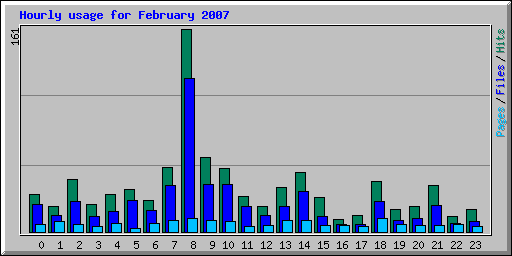 Hourly usage for February 2007
161
Pages / Files / Hits
0 1 2 3 4 5 6 7 8 9 10 11 12 13 14 15 16 17 18 19 20 21 22 23